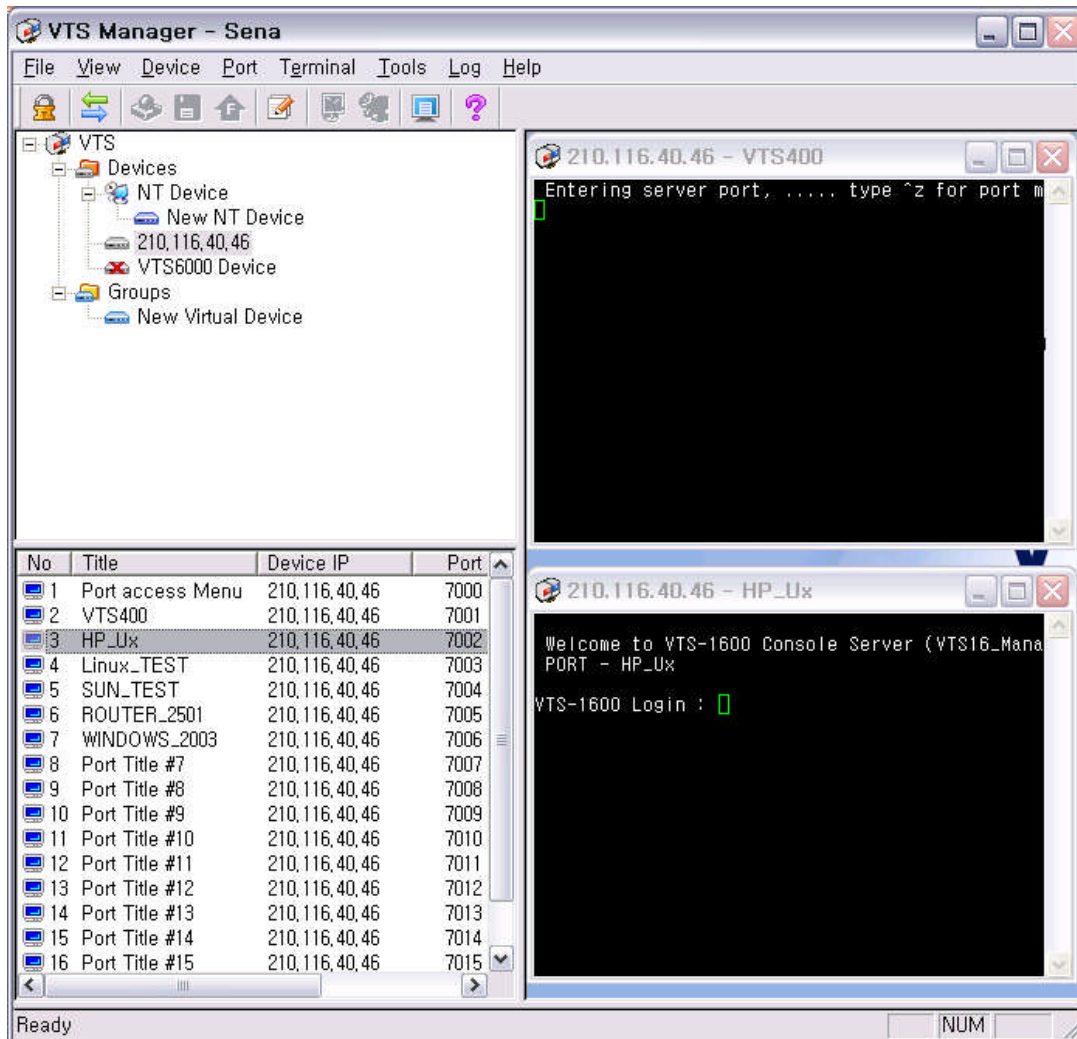 VTS Manager - Sena
File View Device Port Terminal Tools Log Help
VTS
Devices
NT Device
New NT Device
210,116,40,46
VTS6000 Device
Groups
New Virtual Device
210.116.40.46 - VTS400
Entering server port, ..... type ^z for port m
No Title Device IP Port
1 Port access Menu 210,116,40,46 7000
2 VTS400 210,116,40,46 7001
3 HP_Ux 210,116,40,46 7002
4 Linux_TEST 210,116,40,46 7003
5 SUN_TEST 210,116,40,46 7004
6 ROUTER_2501 210,116,40,46 7005
7 WINDOWS_2003 210,116,40,46 7006
8 Port Title #7 210,116,40,46 7007
9 Port Title #8 210,116,40,46 7008
10 Port Title #9 210,116,40,46 7009
11 Port Title #10 210,116,40,46 7010
12 Port Title #11 210,116,40,46 7011
13 Port Title #12 210,116,40,46 7012
14 Port Title #13 210,116,40,46 7013
15 Port Title #14 210,116,40,46 7014
16 Port Title #15 210,116,40,46 7015
210.116.40.46 - HP_Ux
Welcome to VTS-1600 Console Server (VTS16_Mana
PORT - HP_Ux
VTS-1600 Login :
Ready
NUM